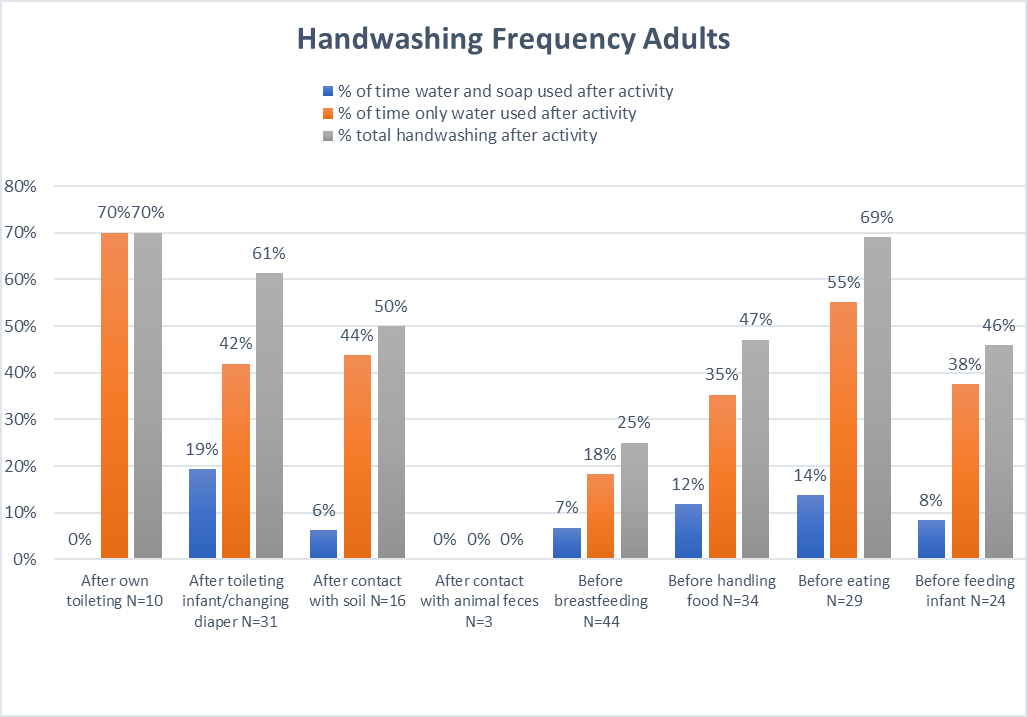 Handwashing Frequency Adults
% of time water and soap used after activity
% of time only water used after activity
% total handwashing after activity
80%
70%
60%
50%
40%
30%
20%
10%
0%
0% 70% 70%
19% 42% 61%
6% 44% 50%
0% 0% 0%
7% 18% 25%
12% 35% 47%
14% 55% 69%
8% 38% 46%
After own
toileting N=10
After toileting
infant/changing
diaper N=31
After contact
with soil N=16
After contact
with animal feces
N=3
Before
breastfeeding
N=44
Before handling
food N=34
Before eating
N=29
Before feeding
infant N=24